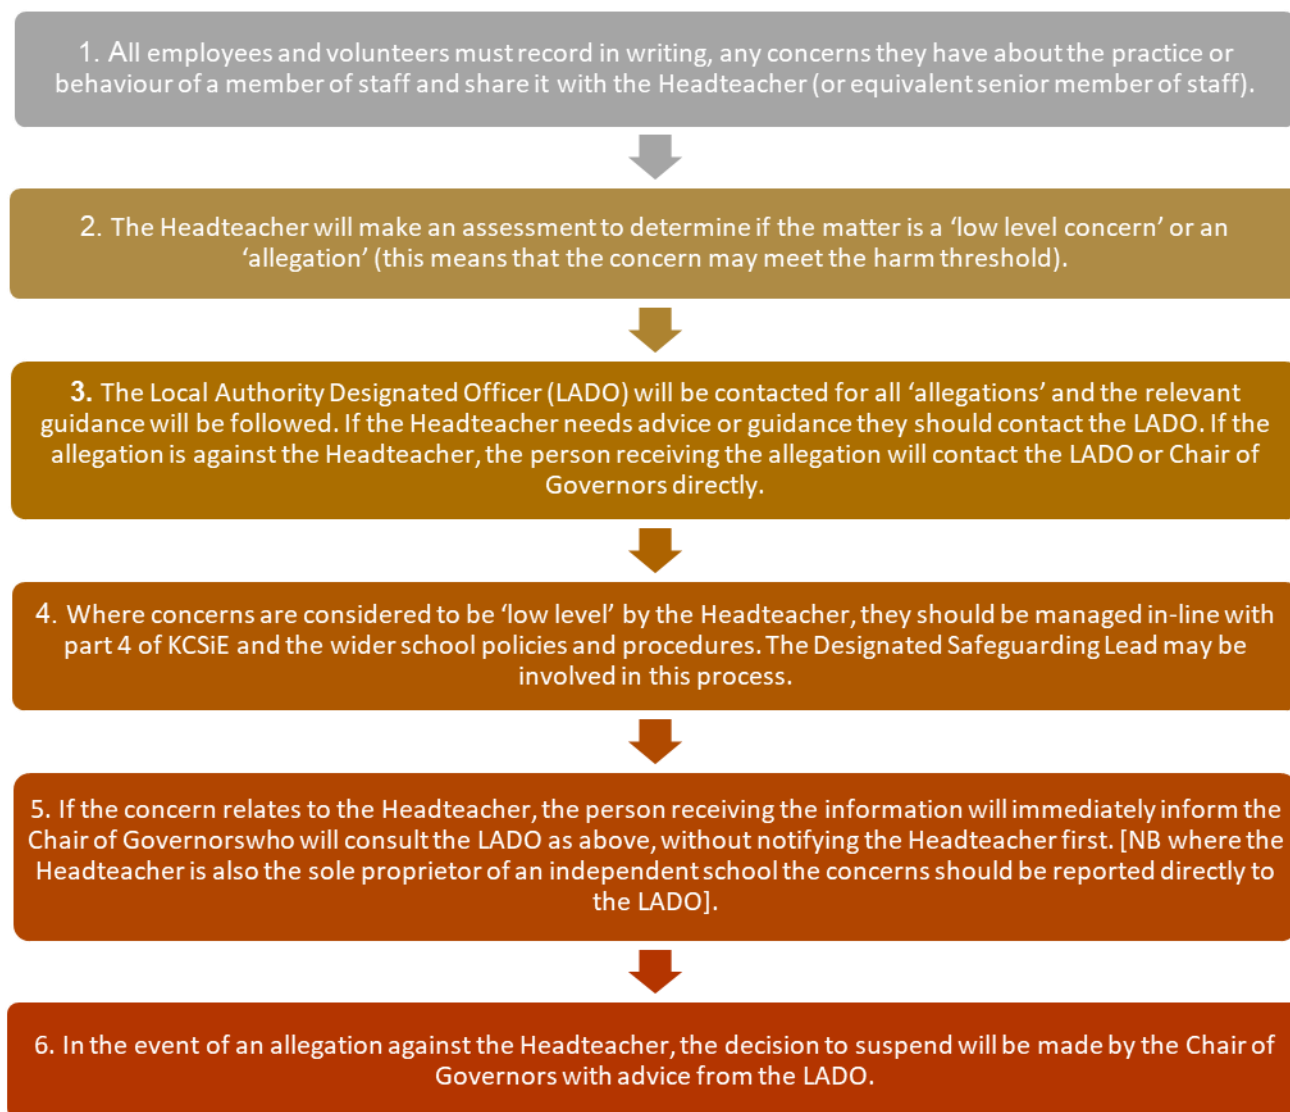 1. All employees and volunteers must record in writing, any concerns they have about the practice or
behaviour of a member of staff and share it with the Headteacher (or equivalent senior member of staff).
2. The Headteacher will make an assessment to determine if the matter is a ‘low level concern’ or an
‘allegation’ (this means that the concern may meet the harm threshold).
3. The Local Authority Designated Officer (LADO) will be contacted for all ‘allegations’ and the relevant
guidance will be followed. If the Headteacher needs advice or guidance they should contact the LADO. If the
allegation is against the Headteacher, the person receiving the allegation will contact the LADO or Chair of
Governors directly.
4. Where concerns are considered to be ‘low level’ by the Headteacher, they should be managed in-line with
part 4 of KCSiE and the wider school policies and procedures. The Designated Safeguarding Lead may be
involved in this process.
5. If the concern relates to the Headteacher, the person receiving the information will immediately inform the
Chair of Governorswho will consult the LADO as above, without notifying the Headteacher first. [NB where the
Headteacher is also the sole proprietor of an independent school the concerns should be reported directly to
the LADO].
6. In the event of an allegation against the Headteacher, the decision to suspend will be made by the Chair of
Governors with advice from the LADO.